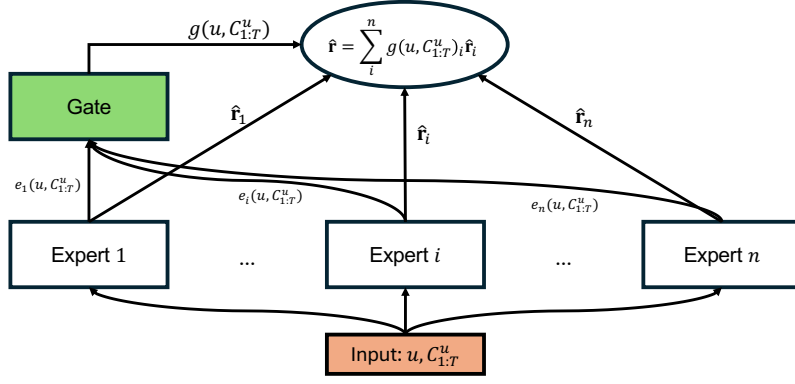 g(u, C^u_{1:T})
r̂ = ∑_i^n g(u, C^u_{1:T})_i r̂_i
Gate
r̂_1
r̂_i
r̂_n
e_1(u, C^u_{1:T})
e_i(u, C^u_{1:T})
e_n(u, C^u_{1:T})
Expert 1
...
Expert i
...
Expert n
Input: u, C^u_{1:T}